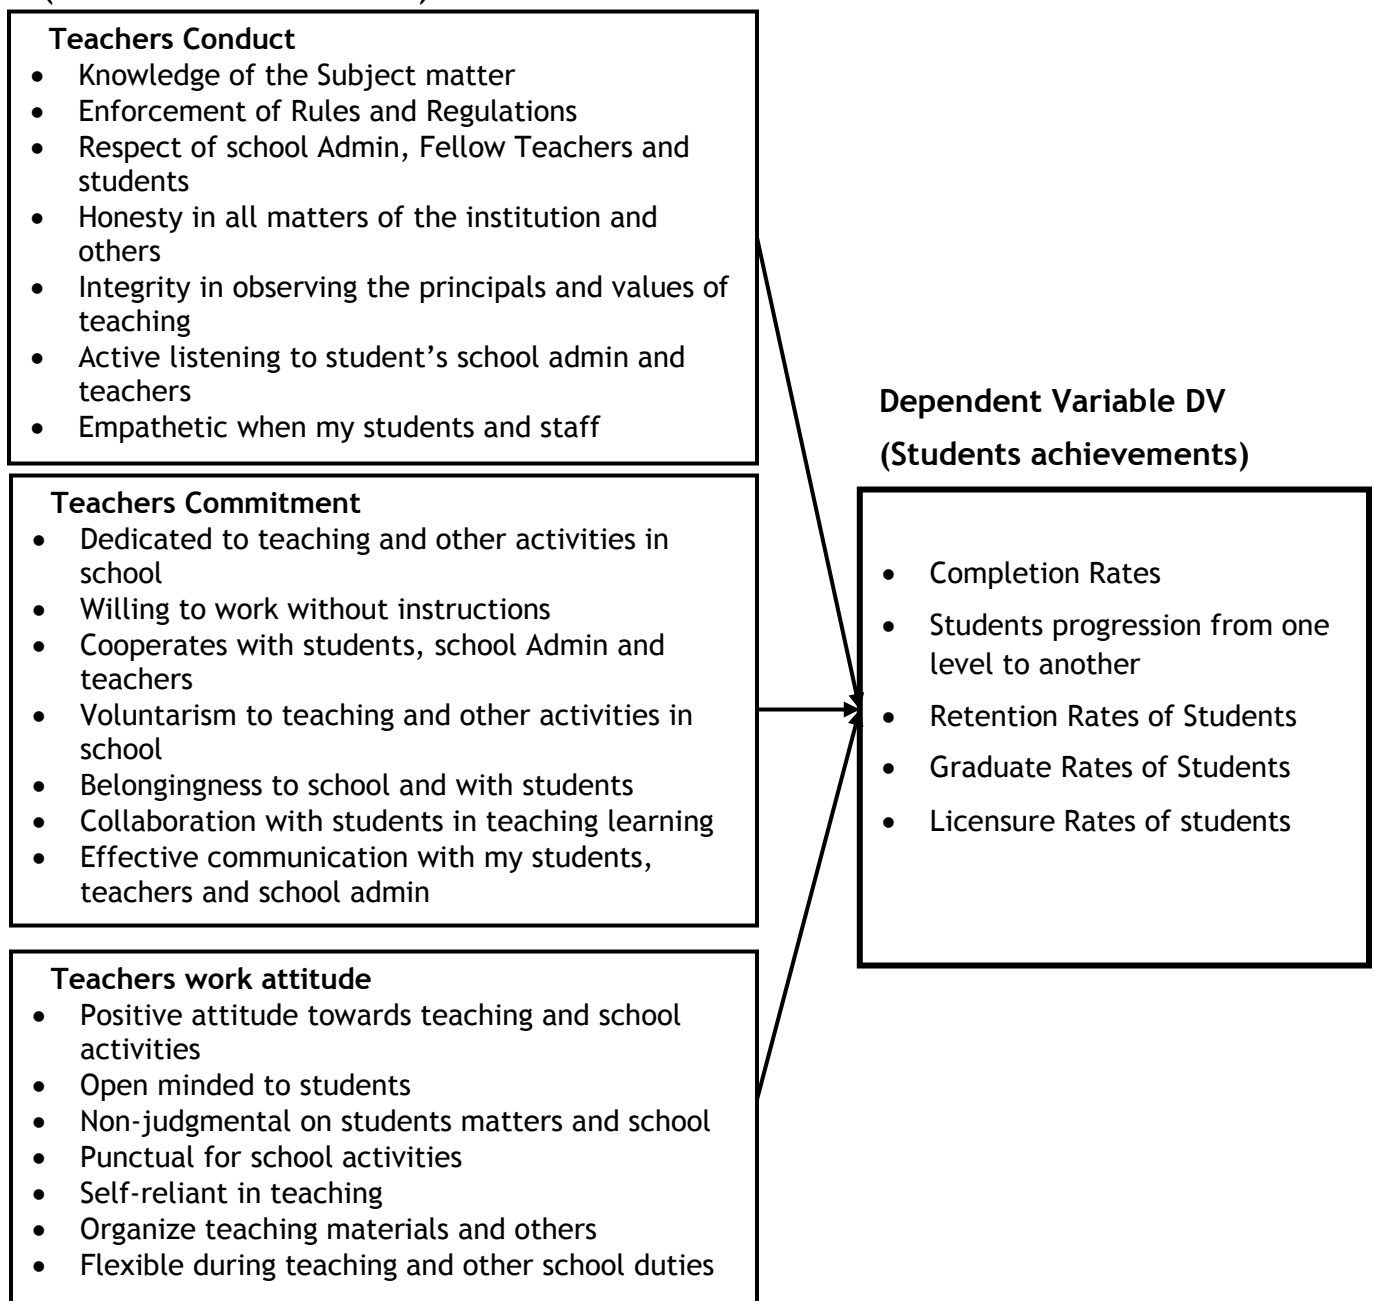 Teachers Conduct
• Knowledge of the Subject matter
• Enforcement of Rules and Regulations
• Respect of school Admin, Fellow Teachers and
students
• Honesty in all matters of the institution and
others
• Integrity in observing the principals and values of
teaching
• Active listening to student’s school admin and
teachers
• Empathetic when my students and staff
Teachers Commitment
• Dedicated to teaching and other activities in
school
• Willing to work without instructions
• Cooperates with students, school Admin and
teachers
• Voluntarism to teaching and other activities in
school
• Belongingness to school and with students
• Collaboration with students in teaching learning
• Effective communication with my students,
teachers and school admin
Teachers work attitude
• Positive attitude towards teaching and school
activities
• Open minded to students
• Non-judgmental on students matters and school
• Punctual for school activities
• Self-reliant in teaching
• Organize teaching materials and others
• Flexible during teaching and other school duties
Dependent Variable DV
(Students achievements)
• Completion Rates
• Students progression from one
level to another
• Retention Rates of Students
• Graduate Rates of Students
• Licensure Rates of students